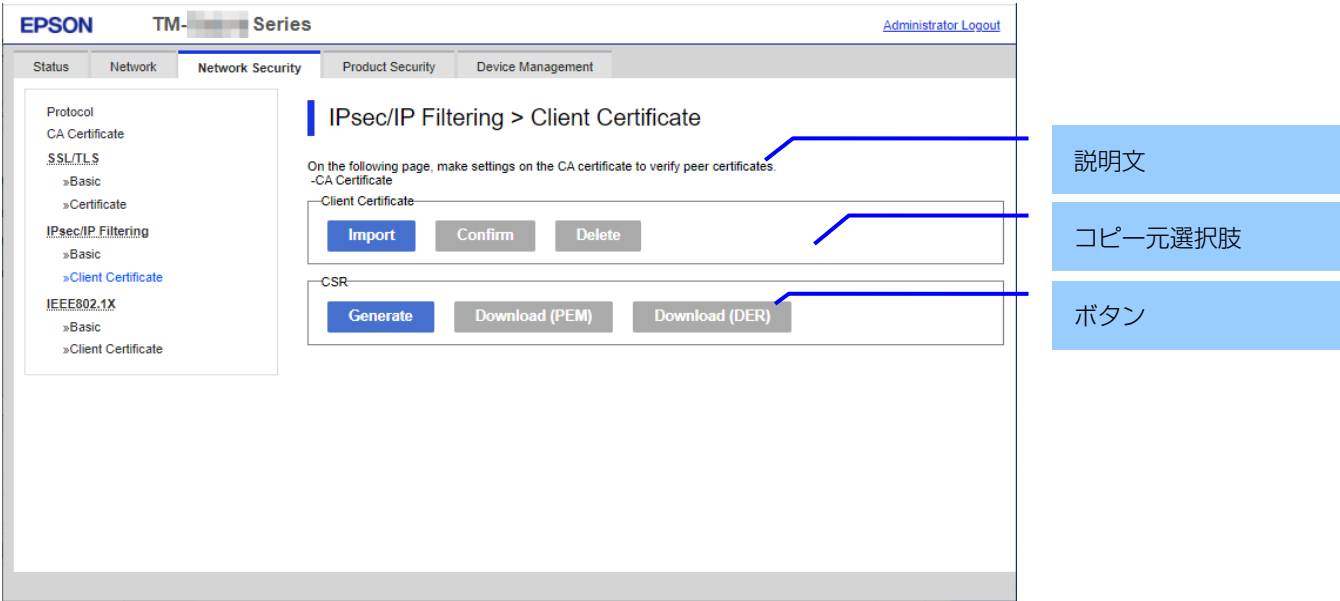 EPSON TM- Series Administrator Logout
Status Network Network Security Product Security Device Management
Protocol
CA Certificate
SSL/TLS
»Basic
»Certificate
IPsec/IP Filtering
»Basic
»Client Certificate
IEEE802.1X
»Basic
»Client Certificate
IPsec/IP Filtering > Client Certificate
On the following page, make settings on the CA certificate to verify peer certificates.
-CA Certificate
Client Certificate
Import Confirm Delete
CSR
Generate Download (PEM) Download (DER)
説明文
コピー元選択肢
ボタン